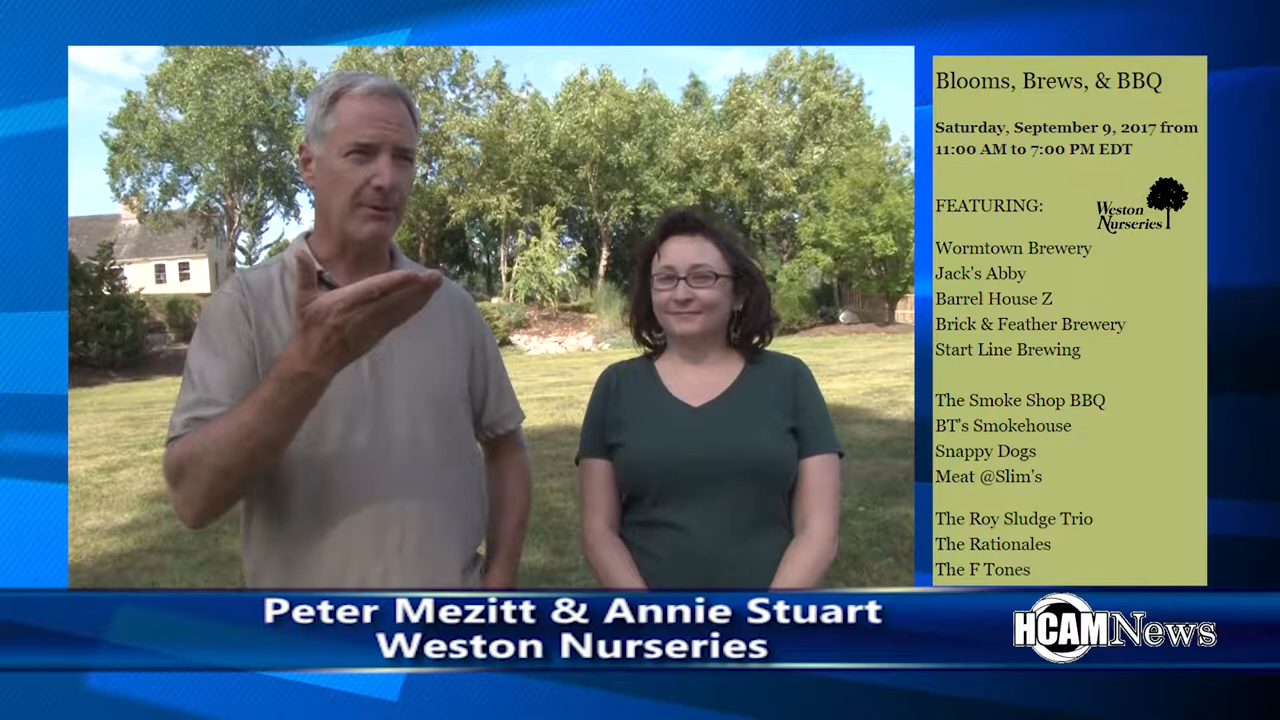 Blooms, Brews, & BBQ
Saturday, September 9, 2017 from
11:00 AM to 7:00 PM EDT
FEATURING:
Weston
Nurseries
Wormtown Brewery
Jack's Abby
Barrel House Z
Brick & Feather Brewery
Start Line Brewing
The Smoke Shop BBQ
BT's Smokehouse
Snappy Dogs
Meat @Slim's
The Roy Sludge Trio
The Rationales
The F Tones
Peter Mezitt & Annie Stuart
Weston Nurseries
HCAM News